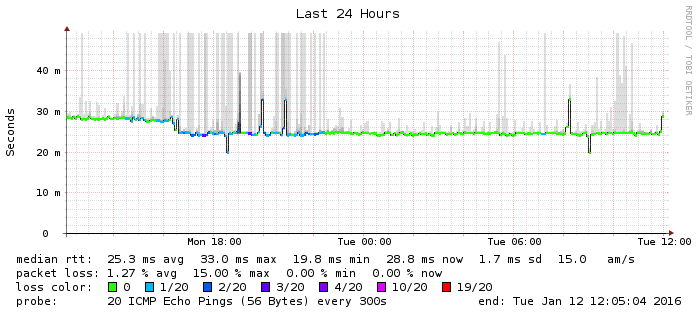 Last 24 Hours
RRDTOOL / TOBI OETIKER
Seconds
40 m
30 m
20 m
10 m
0
Mon 18:00 Tue 00:00 Tue 06:00 Tue 12:00
median rtt: 25.3 ms avg 33.0 ms max 19.8 ms min 28.8 ms now 1.7 ms sd 15.0 am/s
packet loss: 1.27 % avg 15.00 % max 0.00 % min 0.00 % now
loss color: 0 1/20 2/20 3/20 4/20 10/20 19/20
probe: 20 ICMP Echo Pings (56 Bytes) every 300s end: Tue Jan 12 12:05:04 2016